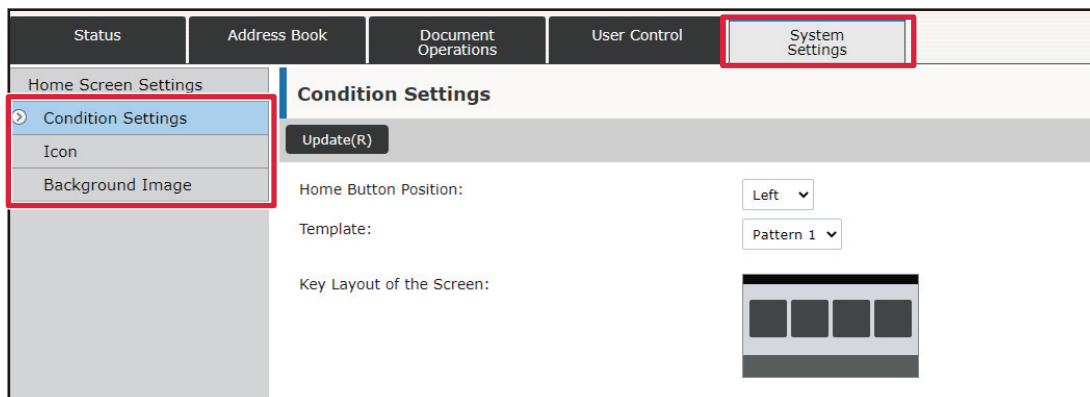 Status
Address Book
Document
Operations
User Control
System
Settings
Home Screen Settings
Condition Settings
Icon
Background Image
Condition Settings
Update(R)
Home Button Position:
Left
Template:
Pattern 1
Key Layout of the Screen: